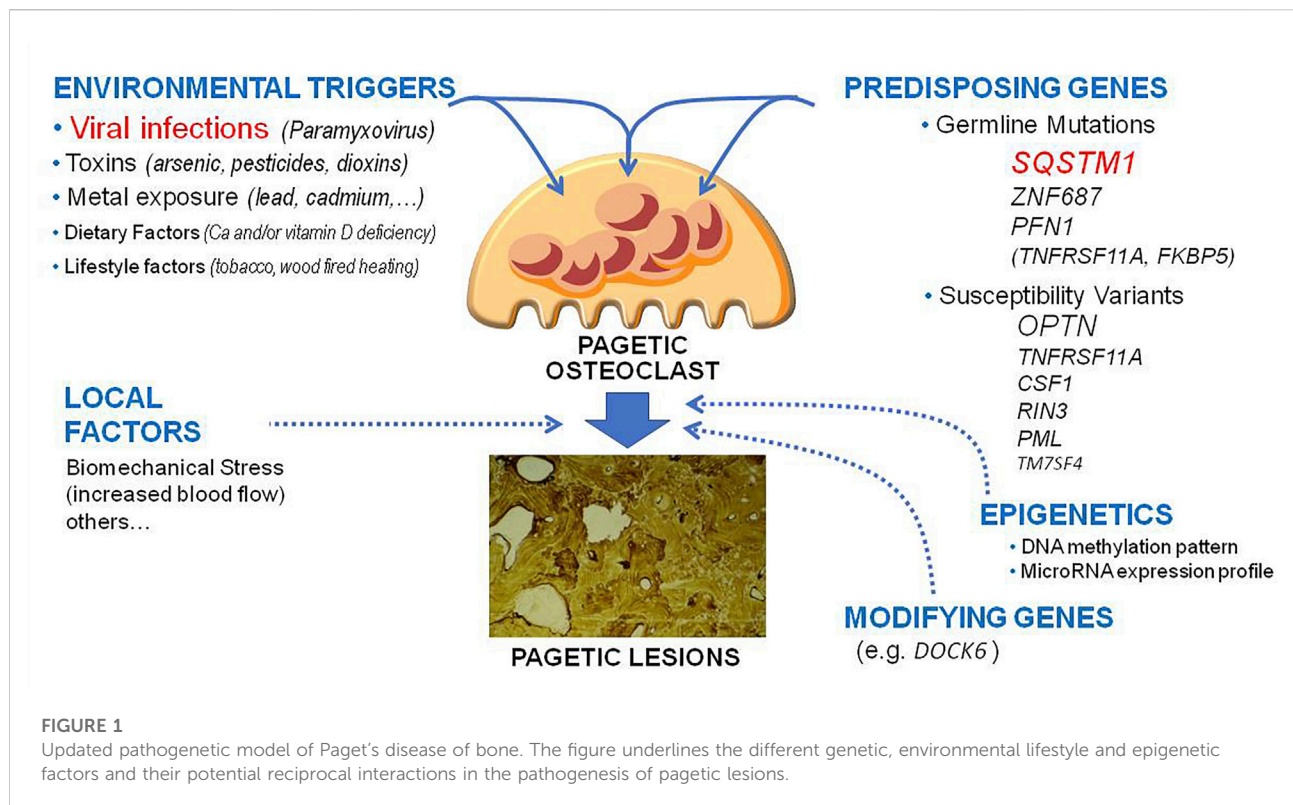 ENVIRONMENTAL TRIGGERS
• Viral infections (Paramyxovirus)
• Toxins (arsenic, pesticides, dioxins)
• Metal exposure (lead, cadmium,…)
• Dietary Factors (Ca and/or vitamin D deficiency)
• Lifestyle factors (tobacco, wood fired heating)
PREDISPOSING GENES
• Germline Mutations
SQSTM1
ZNF687
PFN1
(TNFRSF11A, FKBP5)
• Susceptibility Variants
OPTN
TNFRSF11A
CSF1
RIN3
PML
TM7SF4
PAGETIC
OSTEOCLAST
LOCAL
FACTORS
Biomechanical Stress
(increased blood flow)
others…
EPIGENETICS
• DNA methylation pattern
• MicroRNA expression profile
MODIFYING GENES
(e.g. DOCK6 )
PAGETIC LESIONS
FIGURE 1
Updated pathogenetic model of Paget’s disease of bone. The figure underlines the different genetic, environmental lifestyle and epigenetic
factors and their potential reciprocal interactions in the pathogenesis of pagetic lesions.